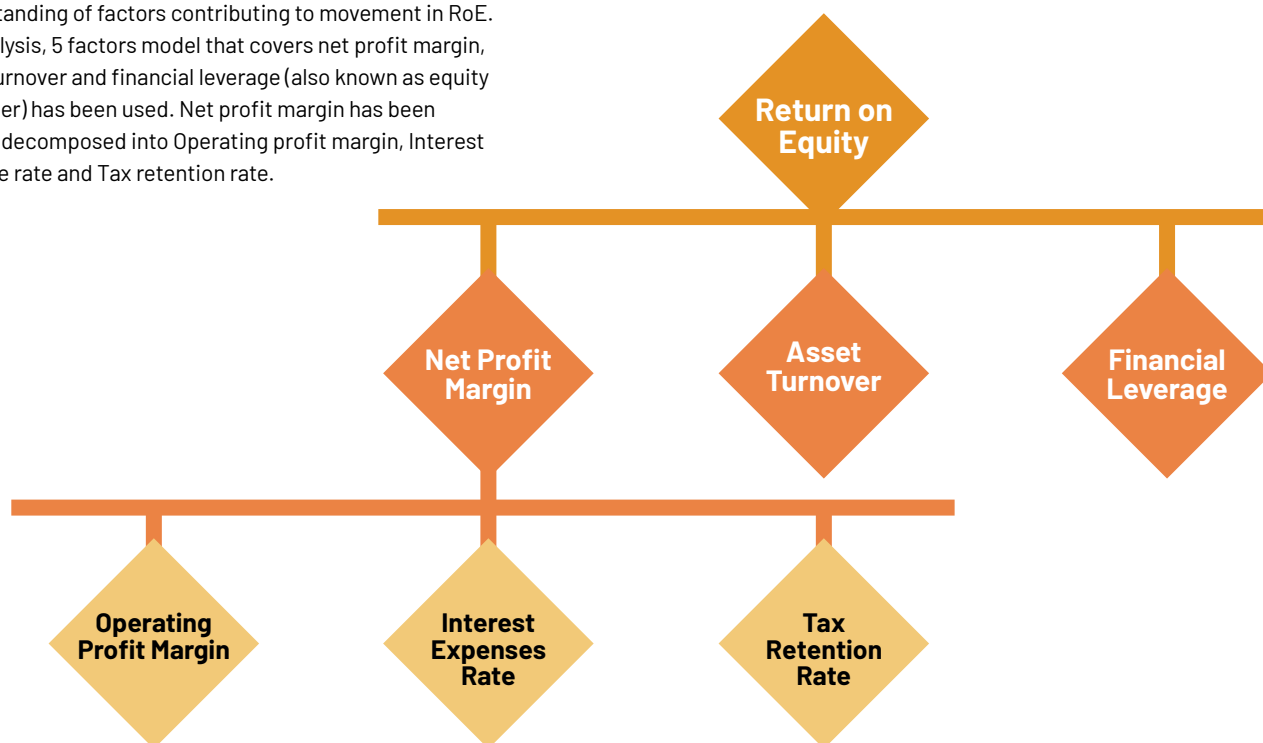 tanding of factors contributing to movement in RoE.
lysis, 5 factors model that covers net profit margin,
urnover and financial leverage (also known as equity
er) has been used. Net profit margin has been
decomposed into Operating profit margin, Interest
e rate and Tax retention rate.
Return on
Equity
Net Profit
Margin
Asset
Turnover
Financial
Leverage
Operating
Profit Margin
Interest
Expenses
Rate
Tax
Retention
Rate